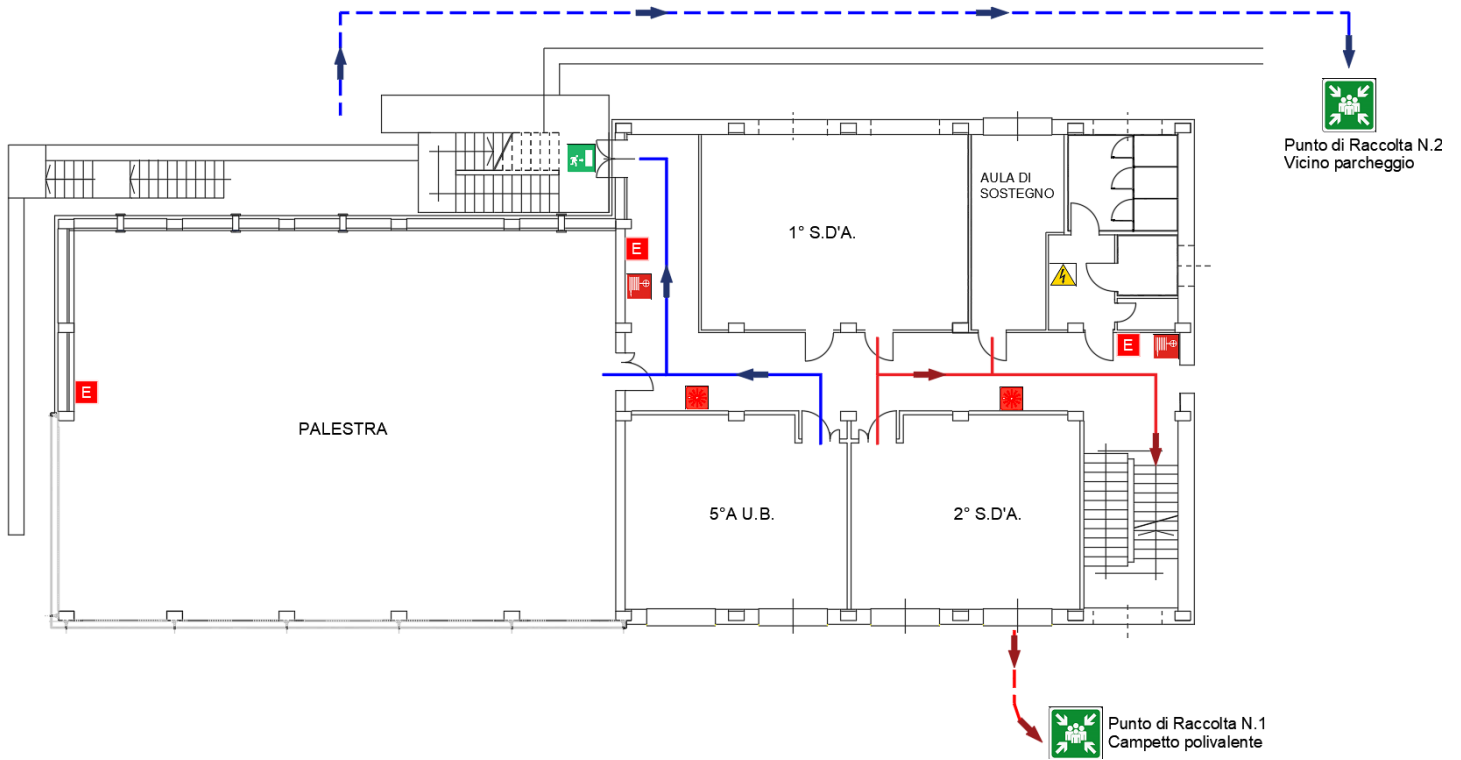 Punto di Raccolta N.2
Vicino parcheggio
AULA DI
SOSTEGNO
1° S.D'A.
E
E
E
PALESTRA
5°A U.B.
2° S.D'A.
Punto di Raccolta N.1
Campetto polivalente